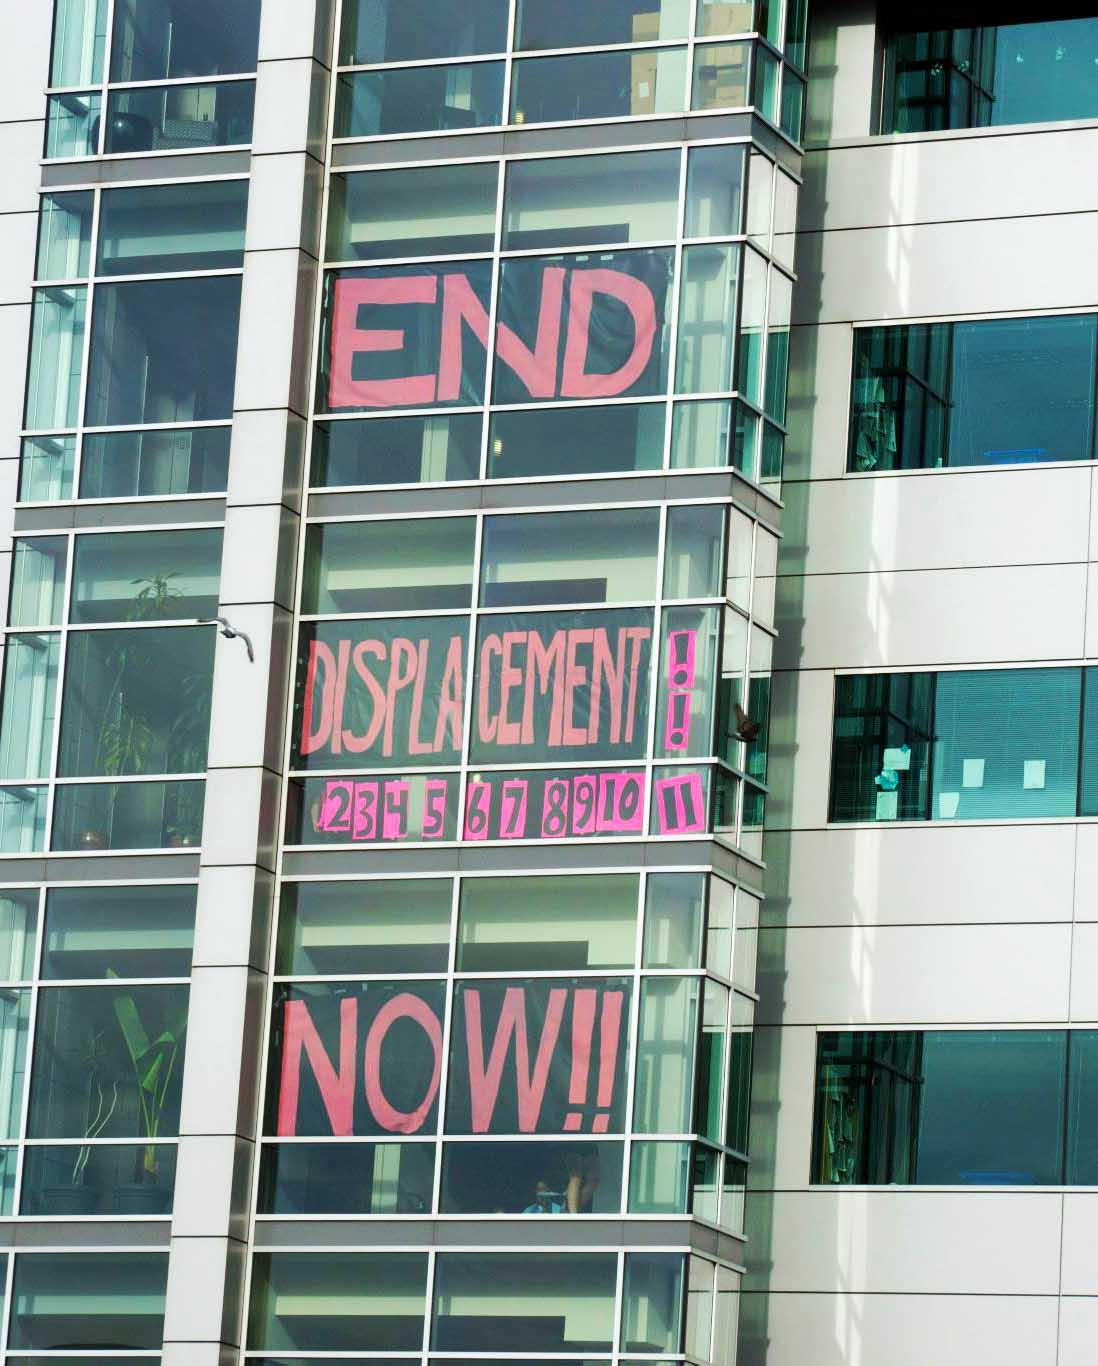 END
DISPLACEMENT!!
2 3 4 5 6 7 8 9 10 11
NOW!!